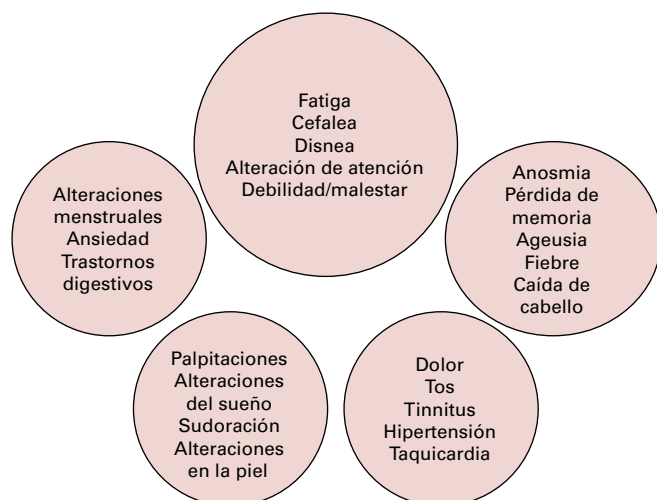 Fatiga
Cefalea
Disnea
Alteración de atención
Debilidad/malestar
Alteraciones
menstruales
Ansiedad
Trastornos
digestivos
Anosmia
Pérdida de
memoria
Ageusia
Fiebre
Caída de
cabello
Palpitaciones
Alteraciones
del sueño
Sudoración
Alteraciones
en la piel
Dolor
Tos
Tinnitus
Hipertensión
Taquicardia